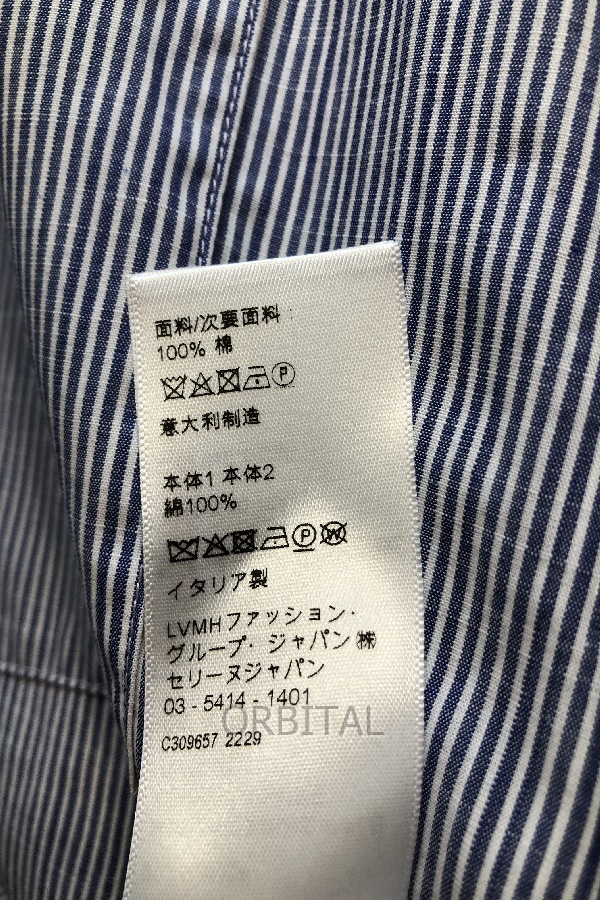 面料/次要面料：
100% 棉
意大利制造
本体1 本体2
綿100%
イタリア製
LVMHファッション・
グループ・ジャパン ㈱
セリーヌジャパン
03 - 5414 - 1401
ORBITAL
C309657 2229